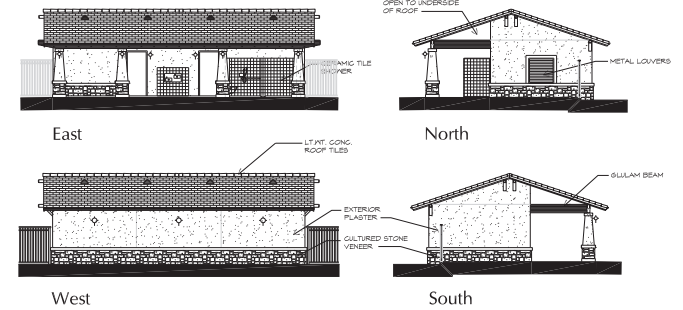 OPEN TO UNDERSIDE
OF ROOF
CERAMIC TILE
SHOWER
METAL LOUVERS
East
North
LT.WT. CONC.
ROOF TILES
GLULAM BEAM
EXTERIOR
PLASTER
CULTURED STONE
VENEER
West
South